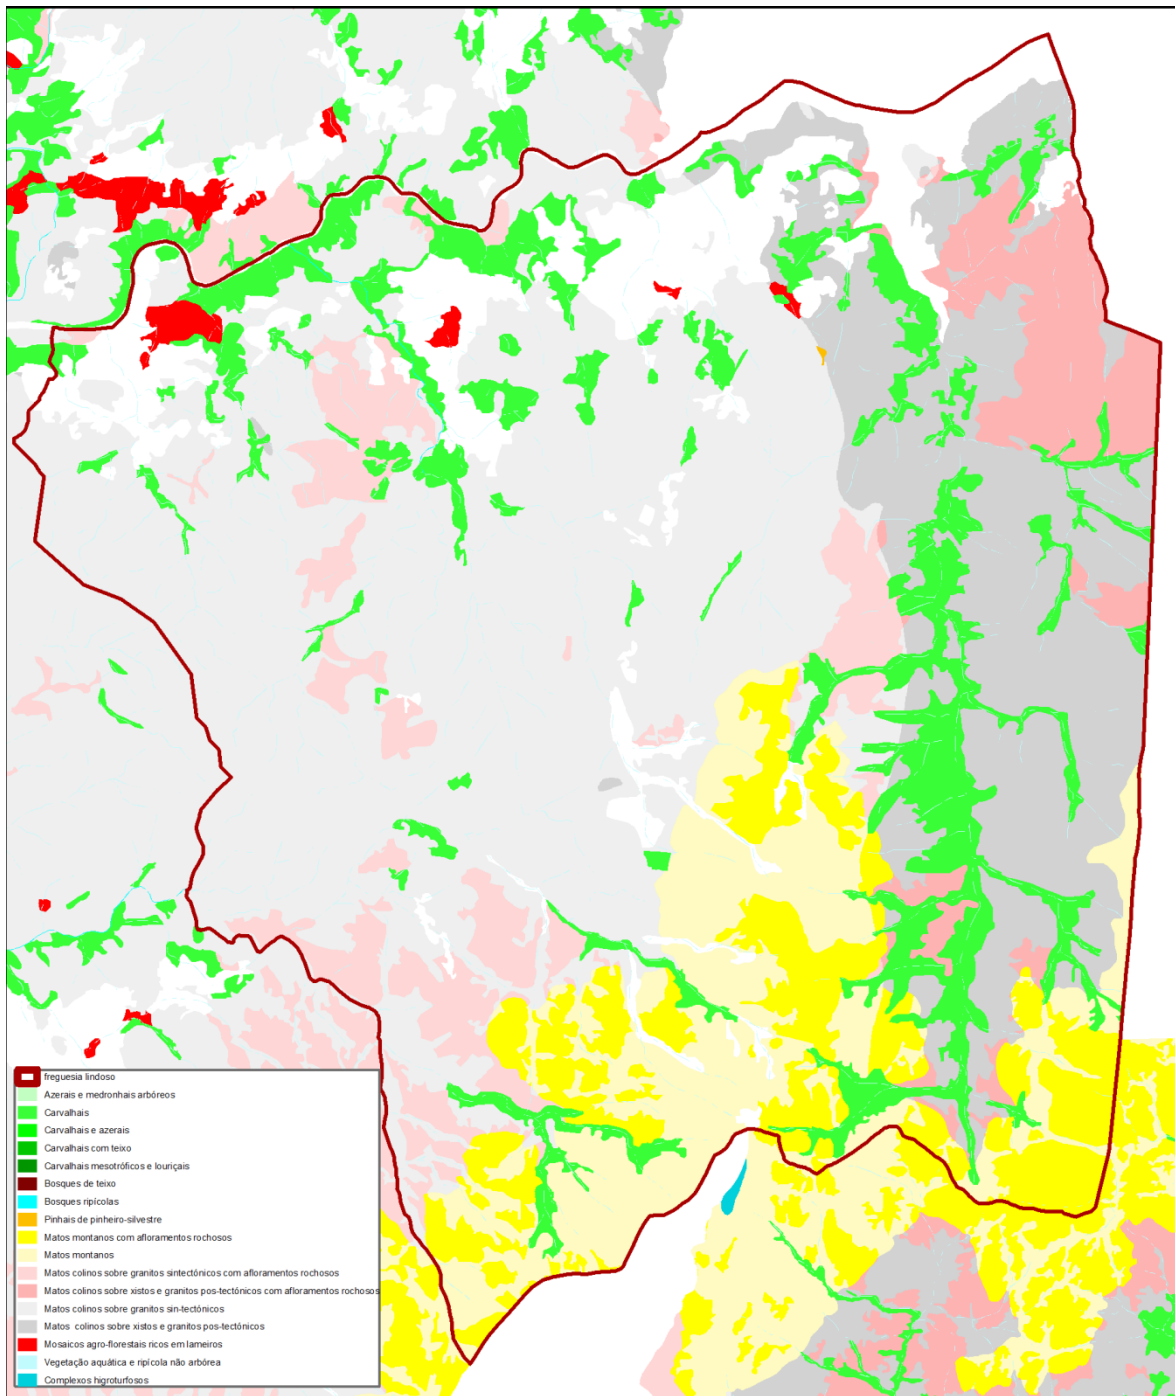 freguesia lindoso
Azerais e medronhais arbóreos
Carvalhais
Carvalhais e azerais
Carvalhais com teixo
Carvalhais mesotróficos e louriçais
Bosques de teixo
Bosques ripícolas
Pinhais de pinheiro-silvestre
Matos montanos com afloramentos rochosos
Matos montanos
Matos colinos sobre granitos sintectónicos com afloramentos rochosos
Matos colinos sobre xistos e granitos pos-tectónicos com afloramentos rochosos
Matos colinos sobre granitos sin-tectónicos
Matos colinos sobre xistos e granitos pos-tectónicos
Mosaicos agro-florestais ricos em lameiros
Vegetação aquática e ripícola não arbórea
Complexos higroturfosos